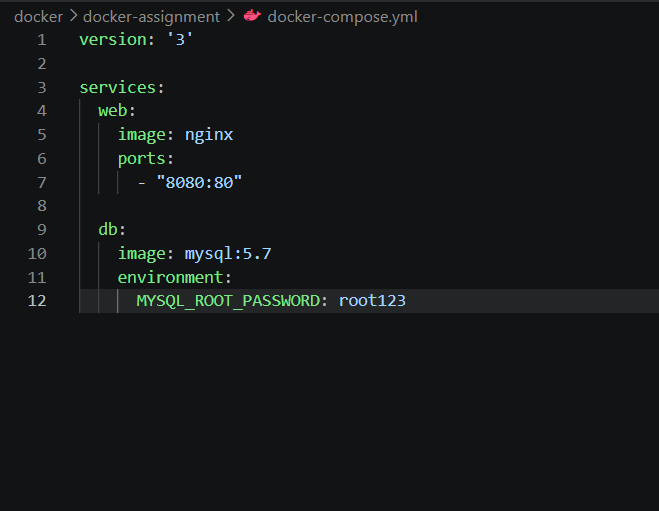 docker > docker-assignment > docker-compose.yml
1 version: '3'
2
3 services:
4   web:
5     image: nginx
6     ports:
7       - "8080:80"
8
9   db:
10     image: mysql:5.7
11     environment:
12       MYSQL_ROOT_PASSWORD: root123